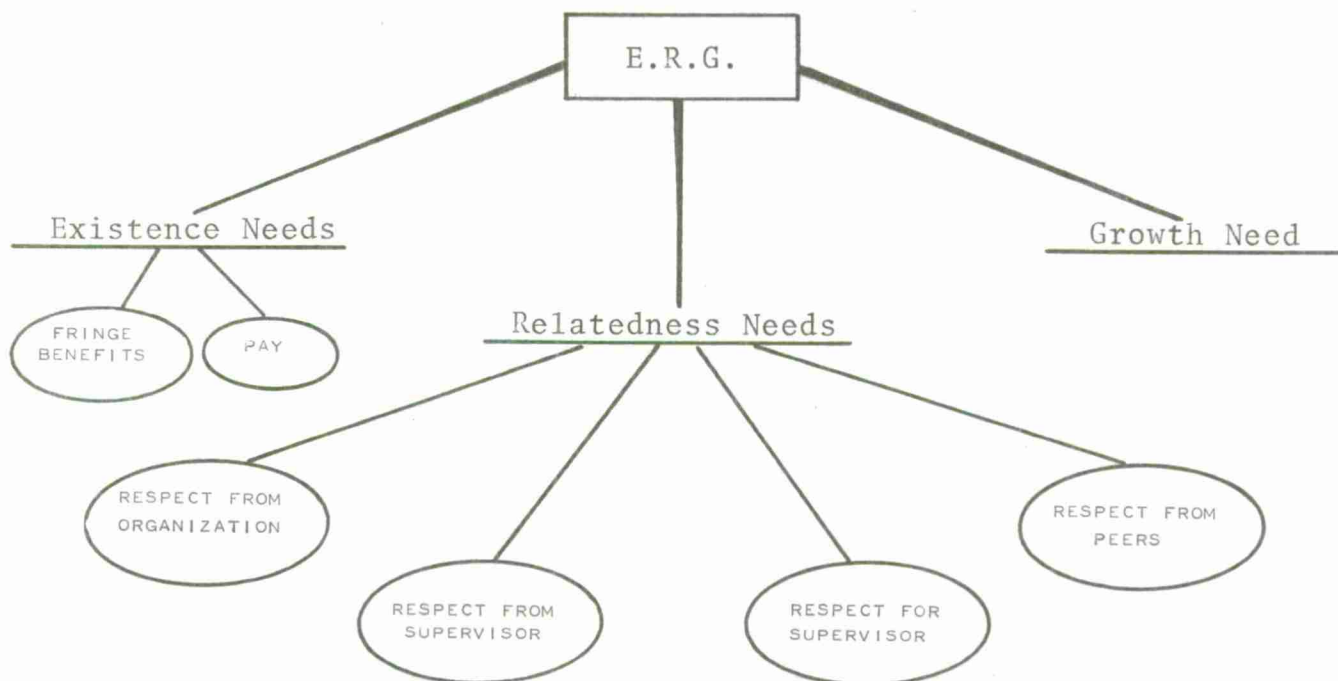 E.R.G.
Existence Needs
Growth Need
FRINGE
BENEFITS
PAY
Relatedness Needs
RESPECT FROM
ORGANIZATION
RESPECT FROM
PEERS
RESPECT FROM
SUPERVISOR
RESPECT FOR
SUPERVISOR